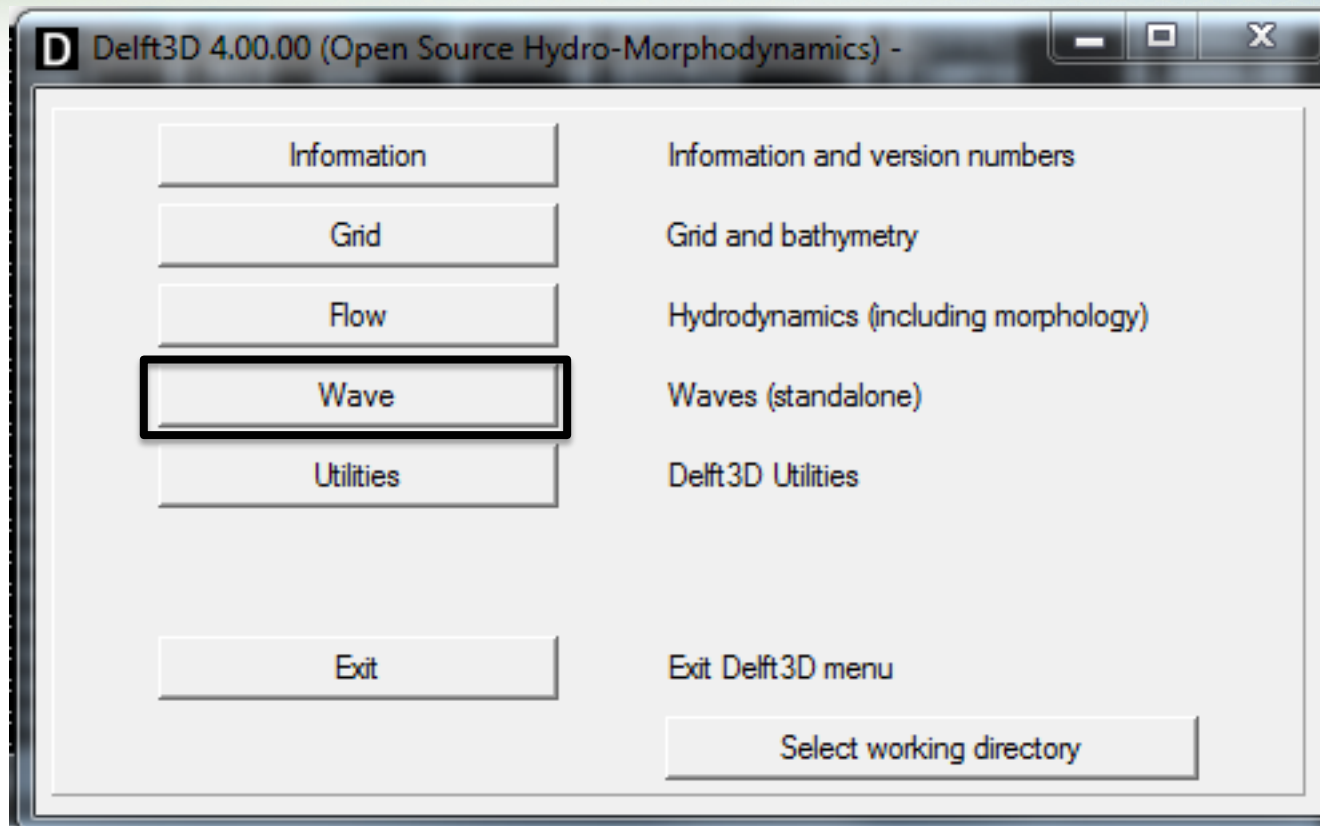 D Delft3D 4.00.00 (Open Source Hydro-Morphodynamics) -
Information Information and version numbers
Grid Grid and bathymetry
Flow Hydrodynamics (including morphology)
Wave Waves (standalone)
Utilities Delft3D Utilities
Exit Exit Delft3D menu
Select working directory